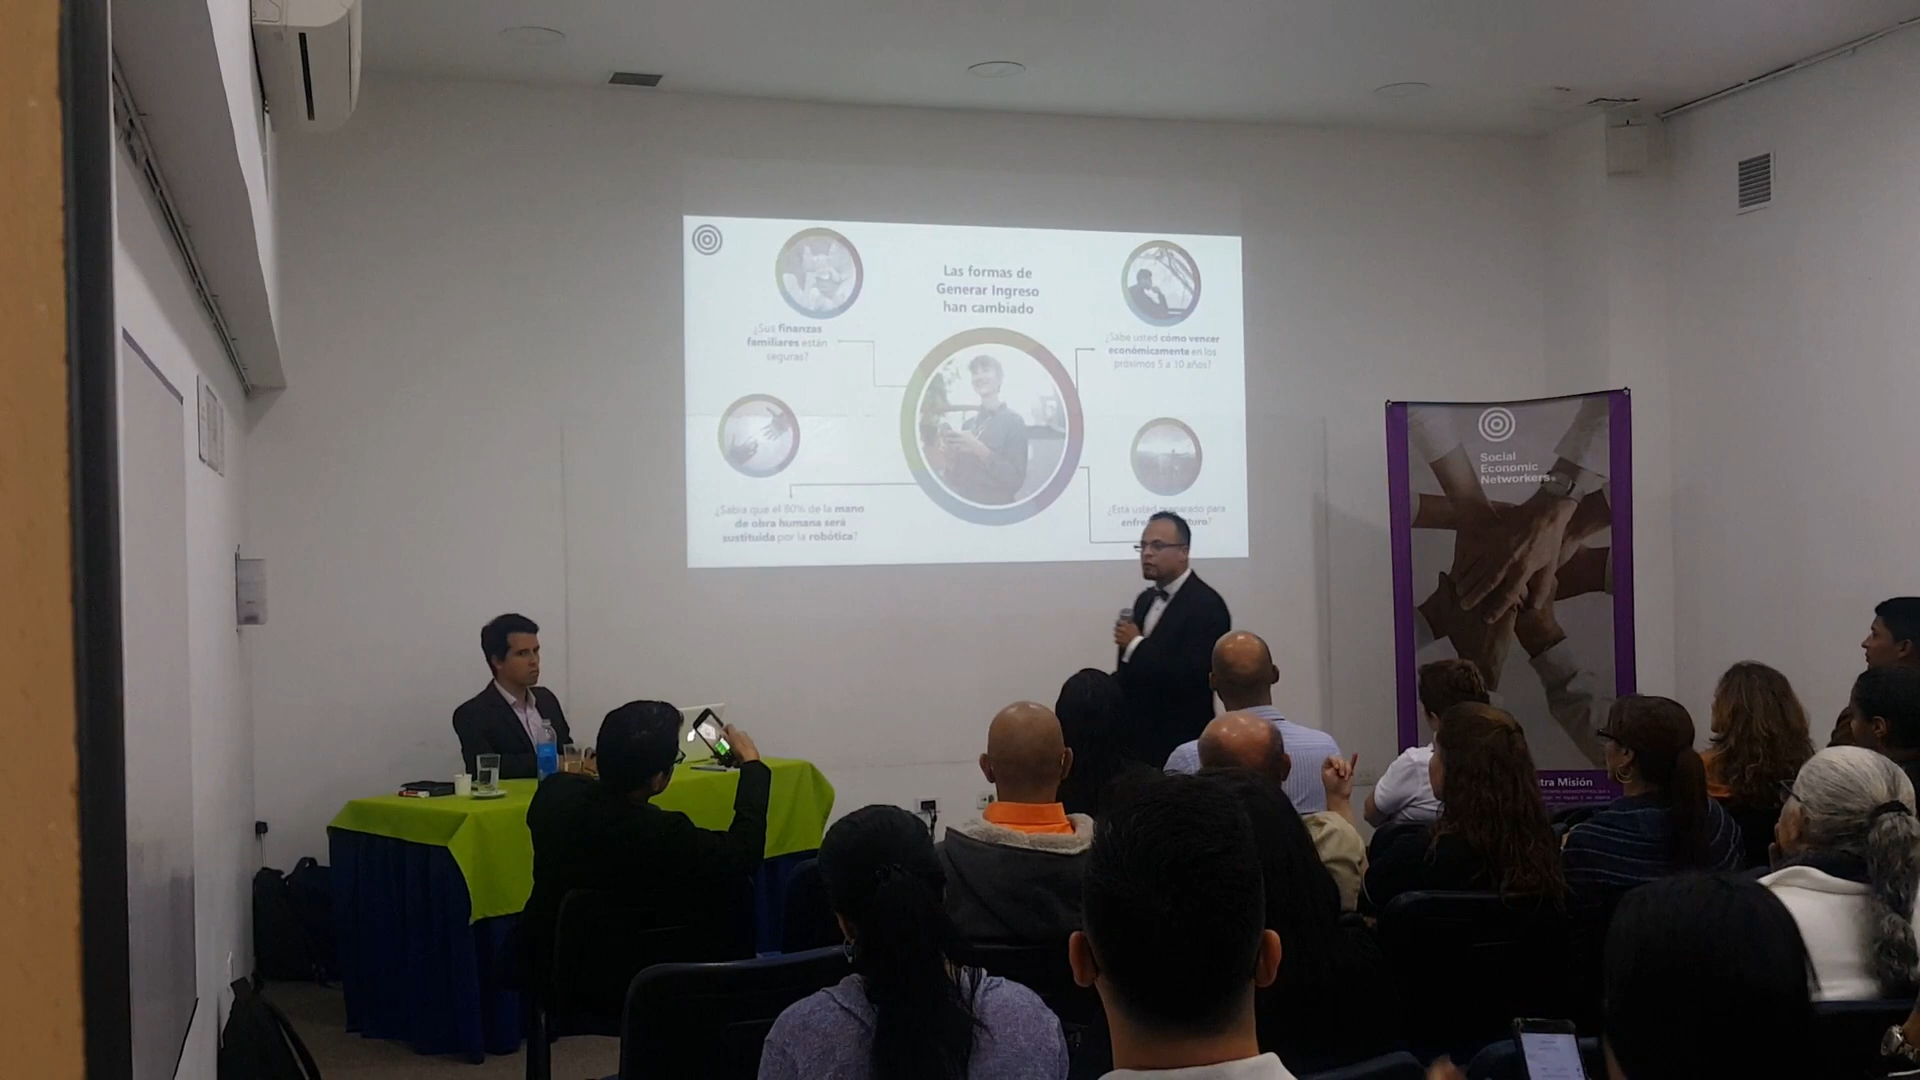 Las formas de
Generar Ingreso
han cambiado
¿Sus finanzas
familiares están
seguras?
¿Sabe usted cómo vencer
económicamente en los
próximos 5 a 10 años?
¿Sabía que el 80% de la mano
de obra humana será
sustituida por la robótica?
¿Está usted preparado para
Social
Economic
Networkers
Misión